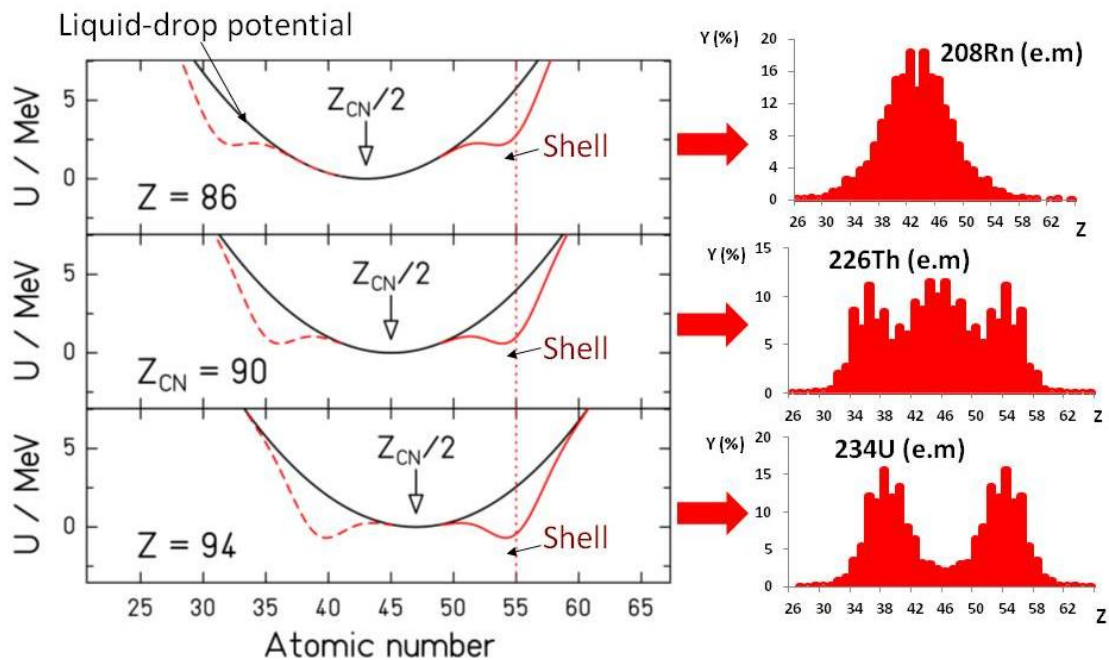 Liquid-drop potential
U / MeV
5
0
Z_CN/2
Shell
Z = 86
U / MeV
5
0
Z_CN/2
Shell
Z_CN = 90
U / MeV
5
0
Z_CN/2
Shell
Z = 94
25 30 35 40 45 50 55 60 65
Atomic number
Y (%)
208Rn (e.m)
20
16
12
8
4
0
26 30 34 38 42 46 50 54 58 62 Z
Y (%)
226Th (e.m)
15
10
5
0
26 30 34 38 42 46 50 54 58 62 Z
Y (%)
234U (e.m)
20
15
10
5
0
26 30 34 38 42 46 50 54 58 62 Z